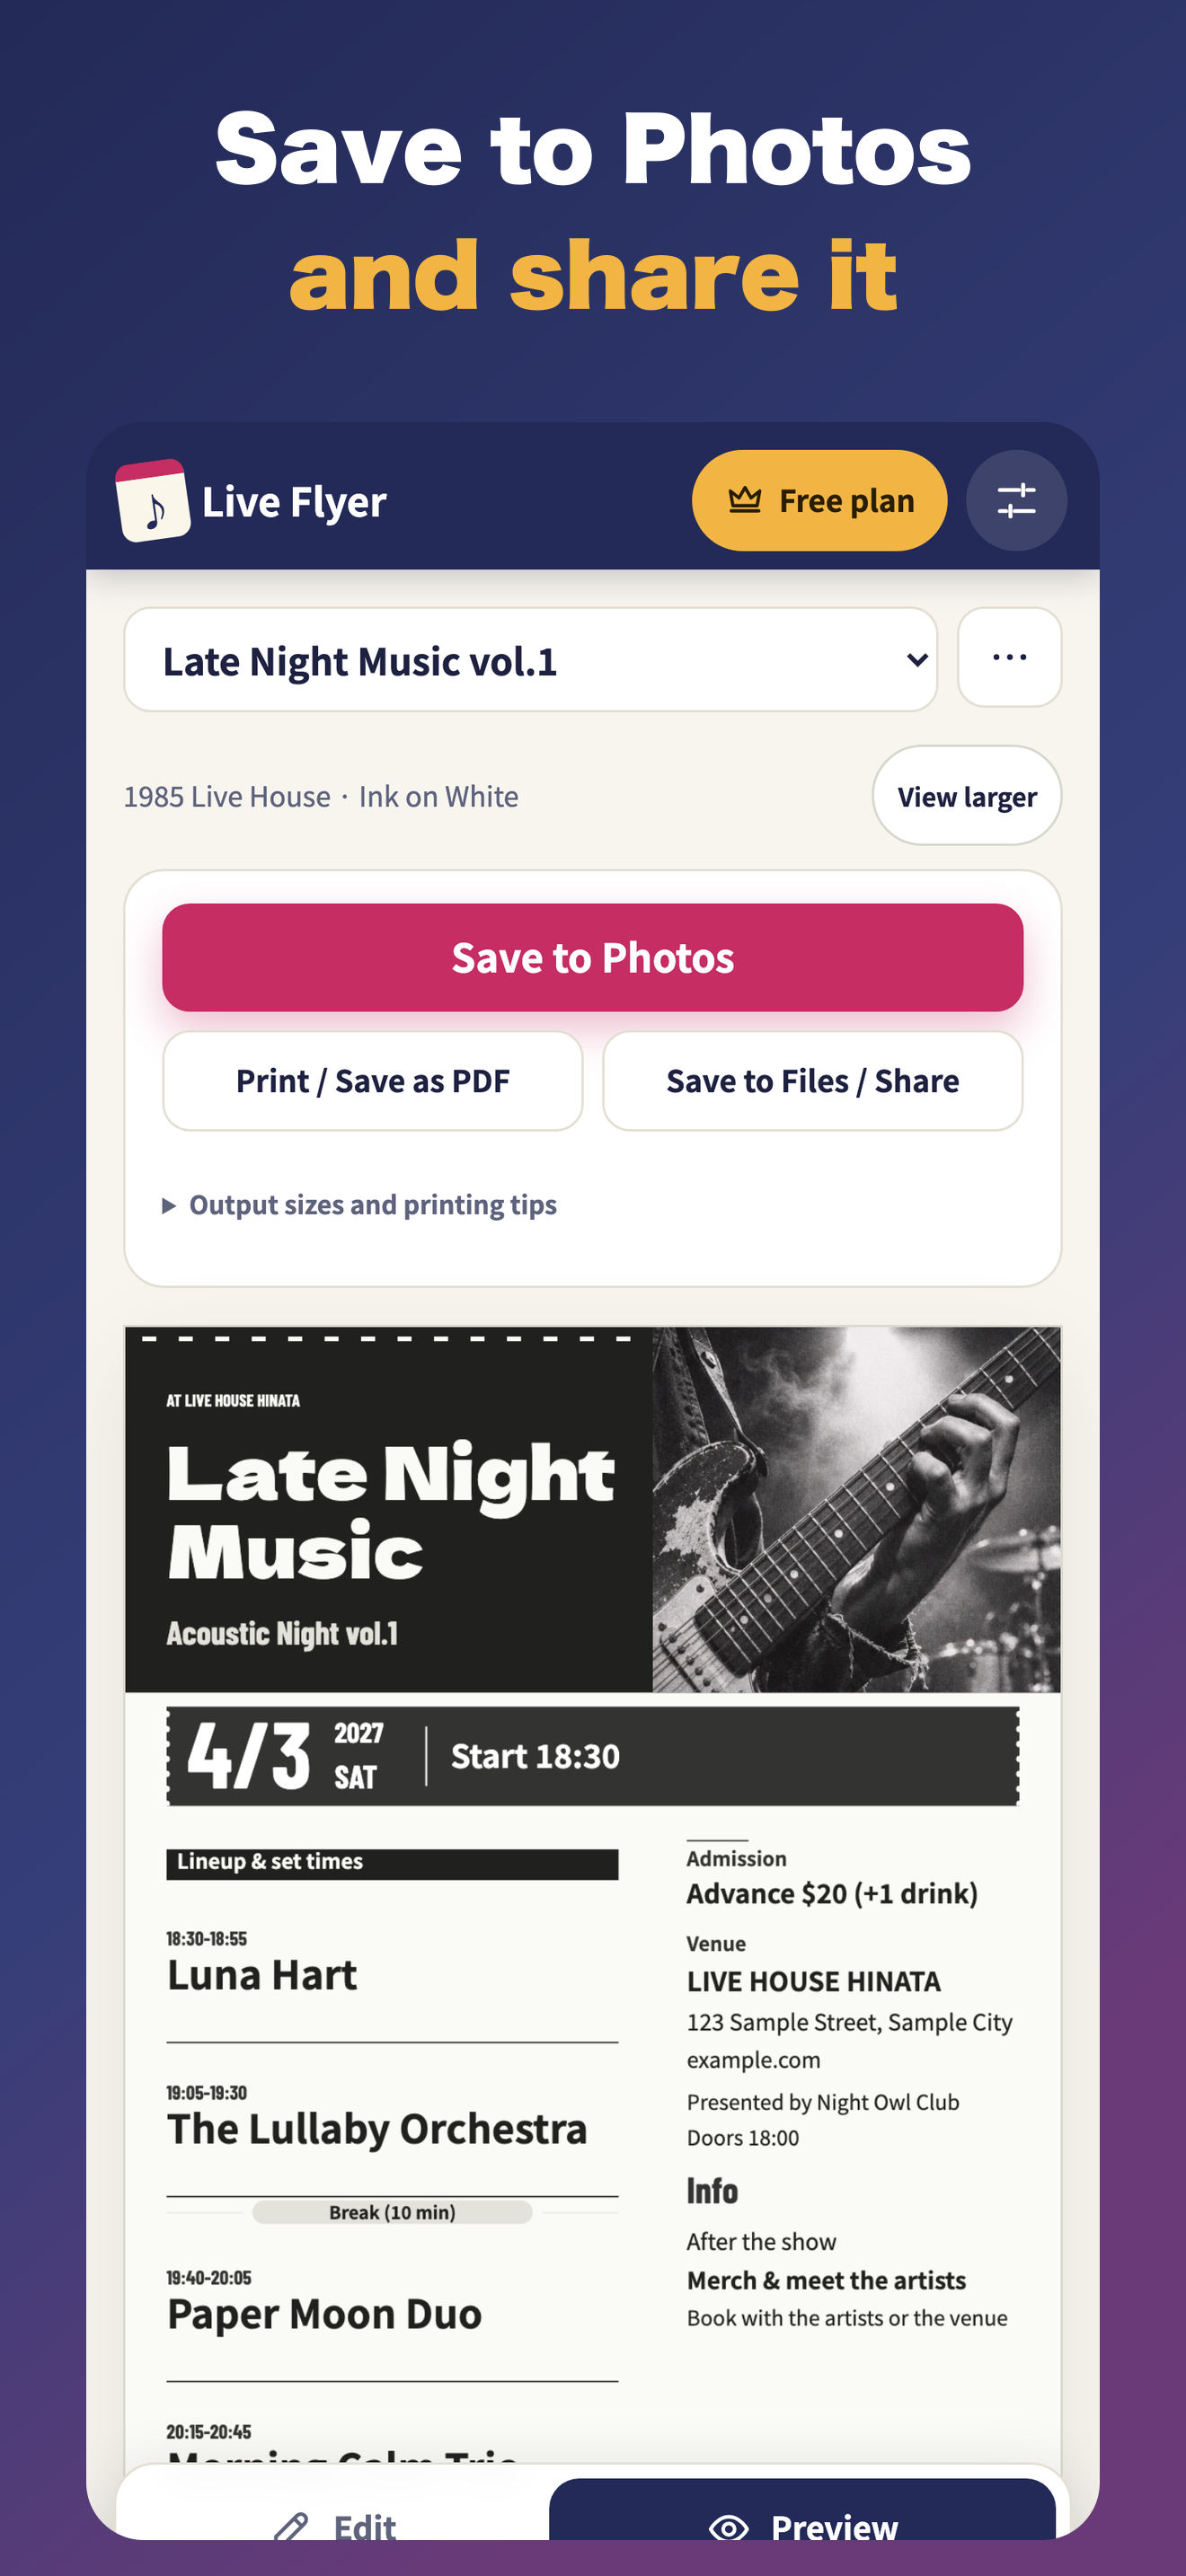 Save to Photos
and share it
Live Flyer
Free plan
Late Night Music vol.1
1985 Live House · Ink on White
View larger
Save to Photos
Print / Save as PDF
Save to Files / Share
Output sizes and printing tips
AT LIVE HOUSE HINATA
Late Night
Music
Acoustic Night vol.1
4/3
2027
SAT
Start 18:30
Lineup & set times
18:30-18:55
Luna Hart
19:05-19:30
The Lullaby Orchestra
Break (10 min)
19:40-20:05
Paper Moon Duo
20:15-20:45
Morning Calm Trio
Admission
Advance $20 (+1 drink)
Venue
LIVE HOUSE HINATA
123 Sample Street, Sample City
example.com
Presented by Night Owl Club
Doors 18:00
Info
After the show
Merch & meet the artists
Book with the artists or the venue
Edit
Preview